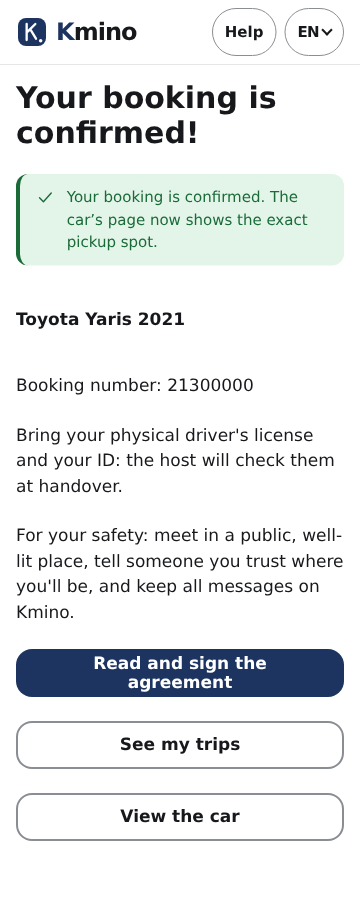 K. Kmino
Help
EN
Your booking is
confirmed!
Your booking is confirmed. The
car’s page now shows the exact
pickup spot.
Toyota Yaris 2021
Booking number: 21300000
Bring your physical driver's license
and your ID: the host will check them
at handover.
For your safety: meet in a public, well-
lit place, tell someone you trust where
you'll be, and keep all messages on
Kmino.
Read and sign the
agreement
See my trips
View the car